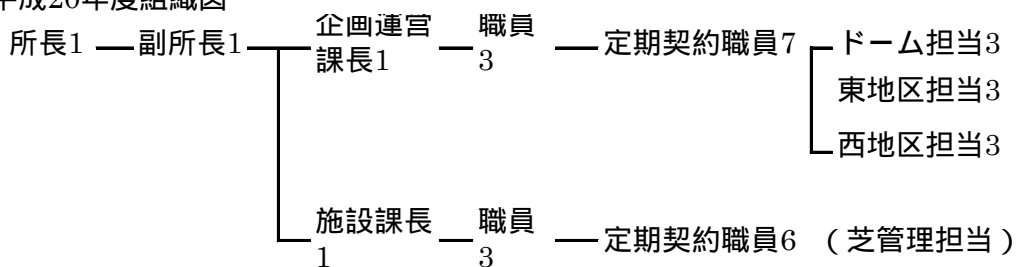 平成20年度組織図
所長1
副所長1
企画運営
課長1
職員
3
定期契約職員7
ドーム担当3
東地区担当3
西地区担当3
施設課長
1
職員
3
定期契約職員6
（芝管理担当）